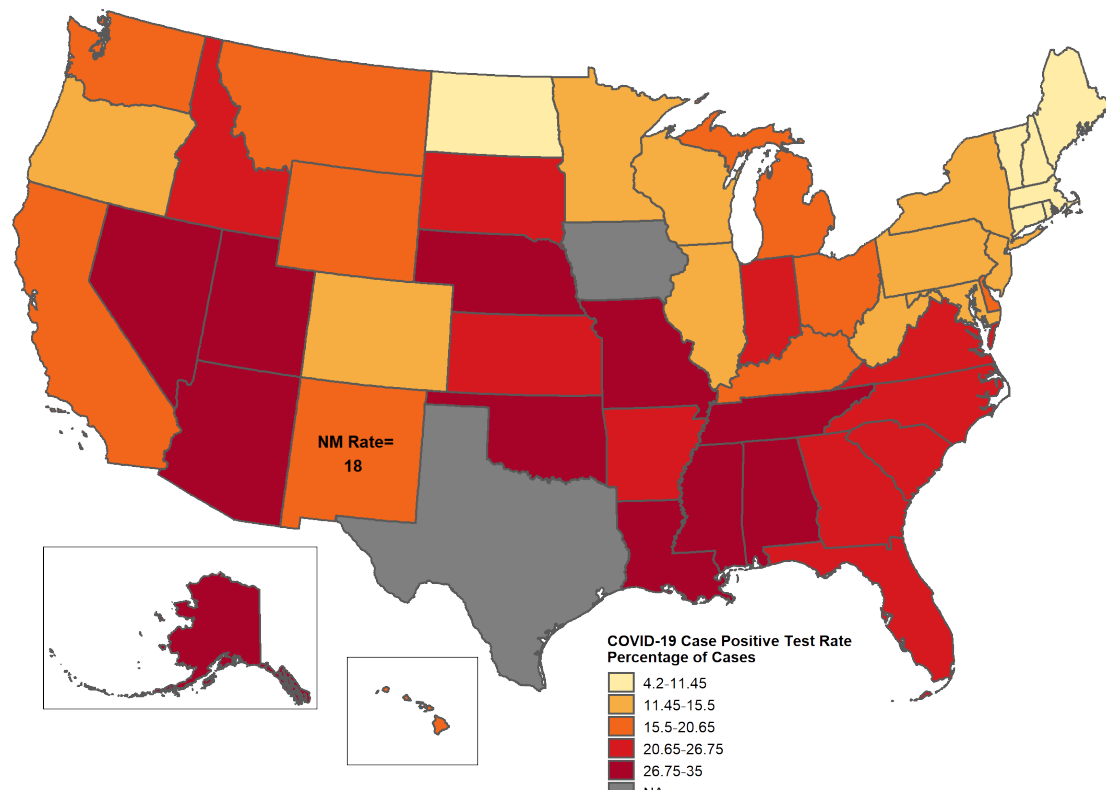 NM Rate=
18
COVID-19 Case Positive Test Rate
Percentage of Cases
4.2-11.45
11.45-15.5
15.5-20.65
20.65-26.75
26.75-35
NA